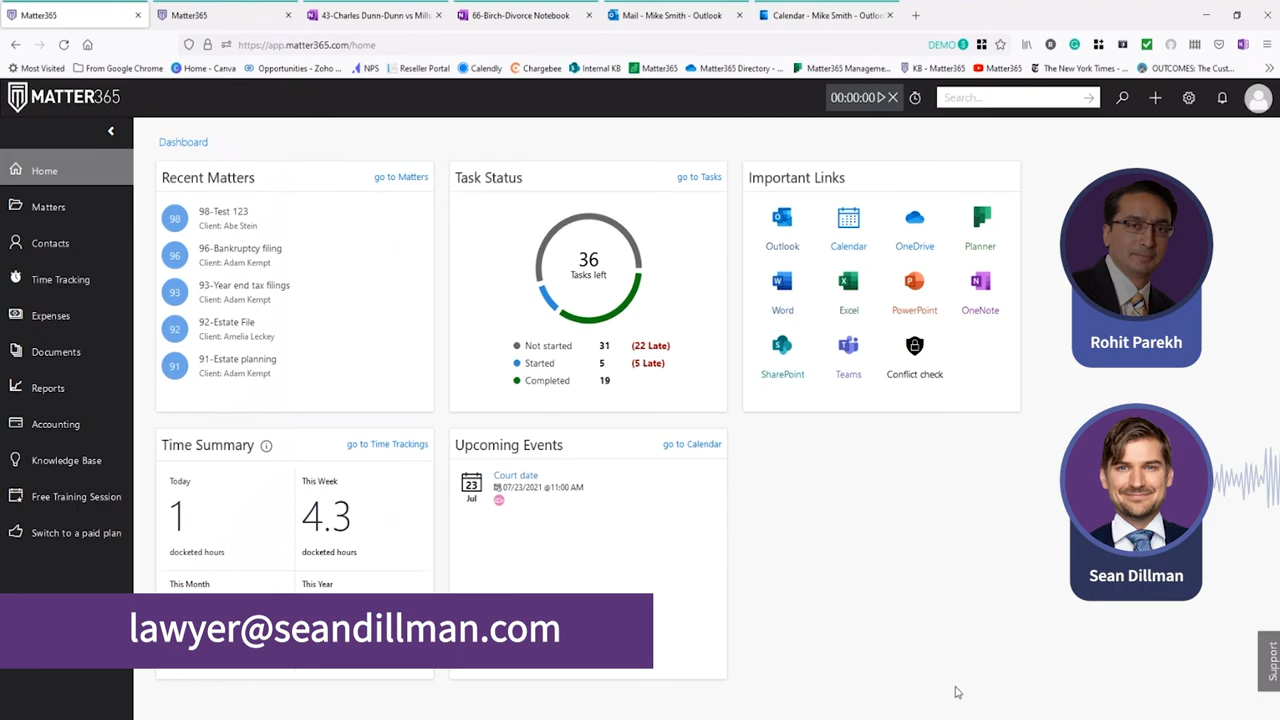 Matter365
Matter365
43-Charles Dunn-Dunn vs Mills
66-Birch-Divorce Notebook
Mail - Mike Smith - Outlook
Calendar - Mike Smith - Outloo
https://app.matter365.com/home
DEMO
Most Visited
From Google Chrome
Home - Canva
Opportunities - Zoho ...
NPS
Reseller Portal
Calendly
Chargebee
Internal KB
Matter365
Matter365 Directory - ...
Matter365 Manageme...
KB - Matter365
Matter365
The New York Times - ...
OUTCOMES: The Cust...
MATTER365
00:00:00
Search...
Home
Matters
Contacts
Time Tracking
Expenses
Documents
Reports
Accounting
Knowledge Base
Free Training Session
Switch to a paid plan
Dashboard
Recent Matters
go to Matters
98
98-Test 123
Client: Abe Stein
96
96-Bankruptcy filing
Client: Adam Kempt
93
93-Year end tax filings
Client: Adam Kempt
92
92-Estate File
Client: Amelia Leckey
91
91-Estate planning
Client: Adam Kempt
Task Status
go to Tasks
36
Tasks left
Not started 31 (22 Late)
Started 5 (5 Late)
Completed 19
Important Links
Outlook
Calendar
OneDrive
Planner
Word
Excel
PowerPoint
OneNote
SharePoint
Teams
Conflict check
Time Summary
go to Time Trackings
Today
1
docketed hours
This Week
4.3
docketed hours
This Month
This Year
Upcoming Events
go to Calendar
23
Jul
Court date
07/23/2021 @11:00 AM
Rohit Parekh
Sean Dillman
lawyer@seandillman.com
Support